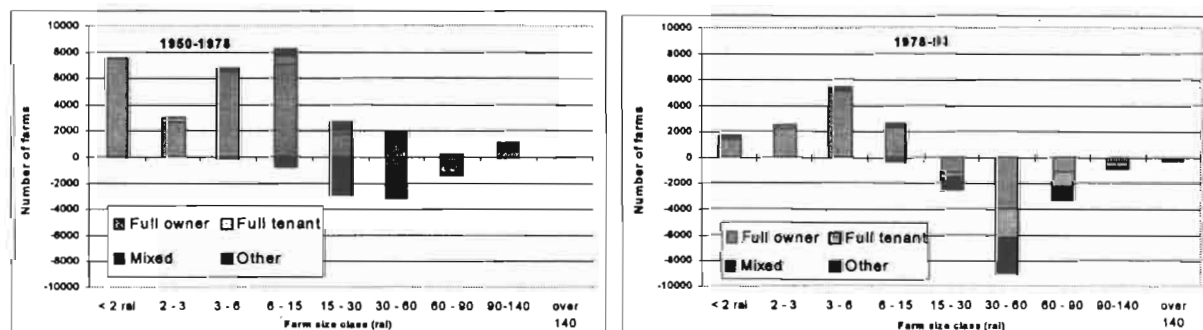 1950-1978
Number of farms
10000
8000
6000
4000
2000
0
-2000
-4000
-6000
-8000
-10000
Full owner Full tenant
Mixed Other
< 2 rai 2 - 3 3 - 6 6 - 15 15 - 30 30 - 60 60 - 90 90-140 over 140
Farm size class (rai)
Number of farms
10000
8000
6000
4000
2000
0
-2000
-4000
-6000
-8000
-10000
Full owner Full tenant
Mixed Other
< 2 rai 2 - 3 3 - 6 6 - 15 15 - 30 30 - 60 60 - 90 90-140 over 140
Farm size class (rai)